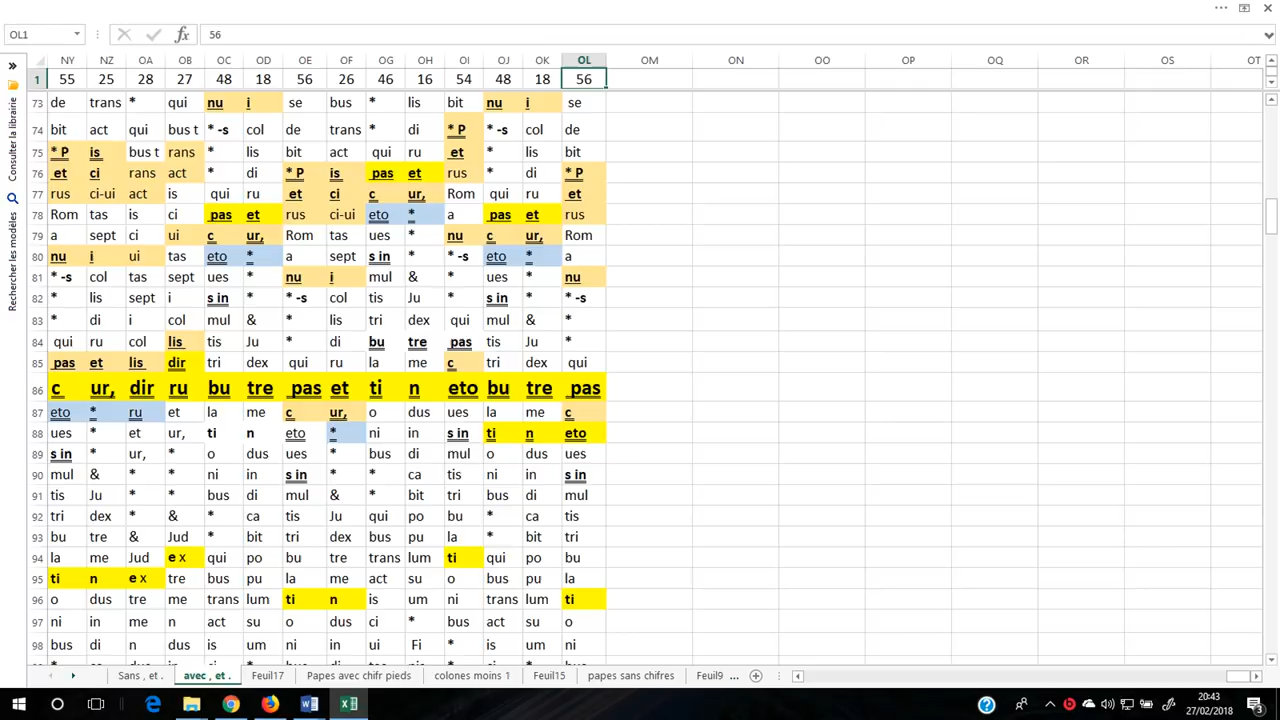 OL1 fx 56
NY NZ OA OB OC OD OE OF OG OH OI OJ OK OL OM ON OO OP OQ OR OS OT
1 55 25 28 27 48 18 56 26 46 16 54 48 18 56
73 de trans * qui nu i se bus * lis bit nu i se
74 bit act qui bus t * -s col de trans * di * P * -s col de
75 * P is bus t rans * lis bit act qui ru et * lis bit
76 et ci rans act * di * P is pas et rus * di * P
77 rus ci-ui act is qui ru et ci c ur, Rom qui ru et
78 Rom tas is ci pas et rus ci-ui eto * a pas et rus
79 a sept ci ui c ur, Rom tas ues * nu c ur, Rom
80 nu i ui tas eto * a sept s in * * -s eto * a
81 * -s col tas sept ues * nu i mul & * ues * nu
82 * lis sept i s in * * -s col tis Ju * s in * * -s
83 * di i col mul & * lis tri dex qui mul & *
84 qui ru col lis tis Ju * di bu tre pas tis Ju *
85 pas et lis dir tri dex qui ru la me c tri dex qui
86 c ur, dir ru bu tre pas et ti n eto bu tre pas
87 eto * ru et la me c ur, o dus ues la me c
88 ues * et ur, ti n eto * ni in s in ti n eto
89 s in * ur, * o dus ues * bus di mul o dus ues
90 mul & * * ni in s in * * ca tis ni in s in
91 tis Ju * * bus di mul & * bit tri bus di mul
92 tri dex * & * ca tis Ju qui po bu * ca tis
93 bu tre & Jud * bit tri dex bus pu la * bit tri
94 la me Jud e x qui po bu tre trans lum ti qui po bu
95 ti n e x tre bus pu la me act su o bus pu la
96 o dus tre me trans lum ti n is um ni trans lum ti
97 ni in me n act su o dus ci * bus act su o
98 bus di n dus is um ni in ui Fi * is um ni
Consulter la librairie
Rechercher les modèles
Sans , et . avec , et . Feuil17 Papes avec chifr pieds colones moins 1 Feuil15 papes sans chifres Feuil9 ...
20:43
27/02/2018
3